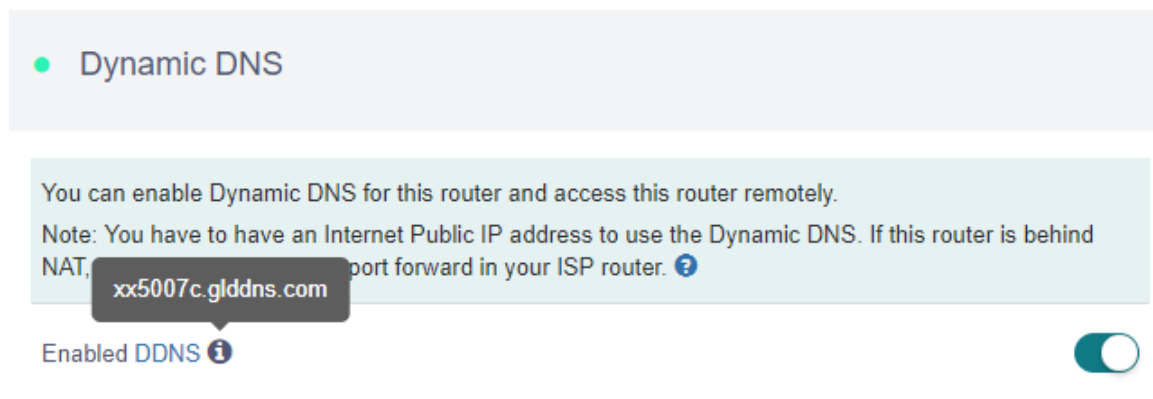 Dynamic DNS
You can enable Dynamic DNS for this router and access this router remotely.
Note: You have to have an Internet Public IP address to use the Dynamic DNS. If this router is behind
NAT, port forward in your ISP router.
xx5007c.glddns.com
Enabled DDNS